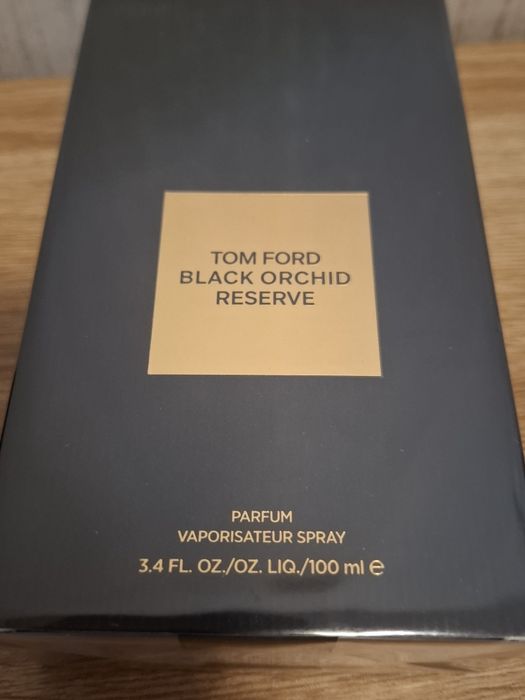 TOM FORD
BLACK ORCHID
RESERVE
PARFUM
VAPORISATEUR SPRAY
3.4 FL. OZ./OZ. LIQ./100 ml ℮